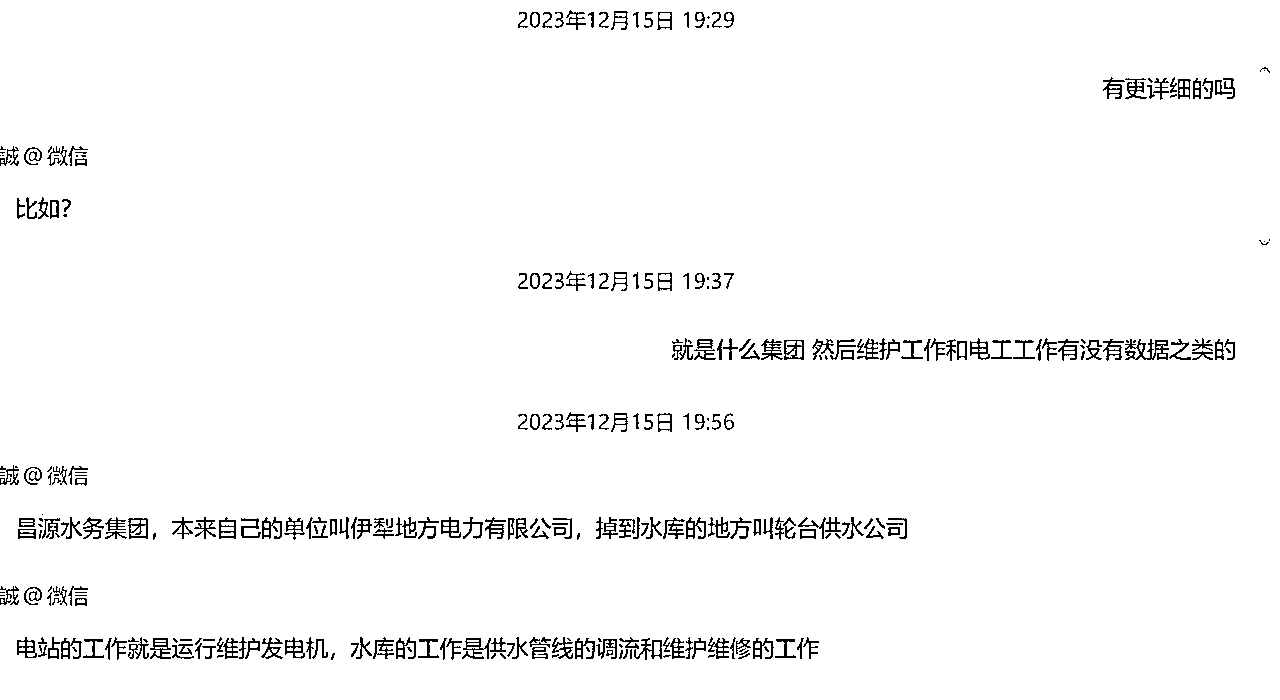 2023年12月15日 19:29
有更详细的吗
誠@微信
比如?
2023年12月15日 19:37
就是什么集团 然后维护工作和电工工作有没有数据之类的
2023年12月15日 19:56
誠@微信
昌源水务集团，本来自己的单位叫伊犁地方电力有限公司，掉到水库的地方叫轮台供水公司
誠@微信
电站的工作就是运行维护发电机，水库的工作是供水管线的调流和维护维修的工作